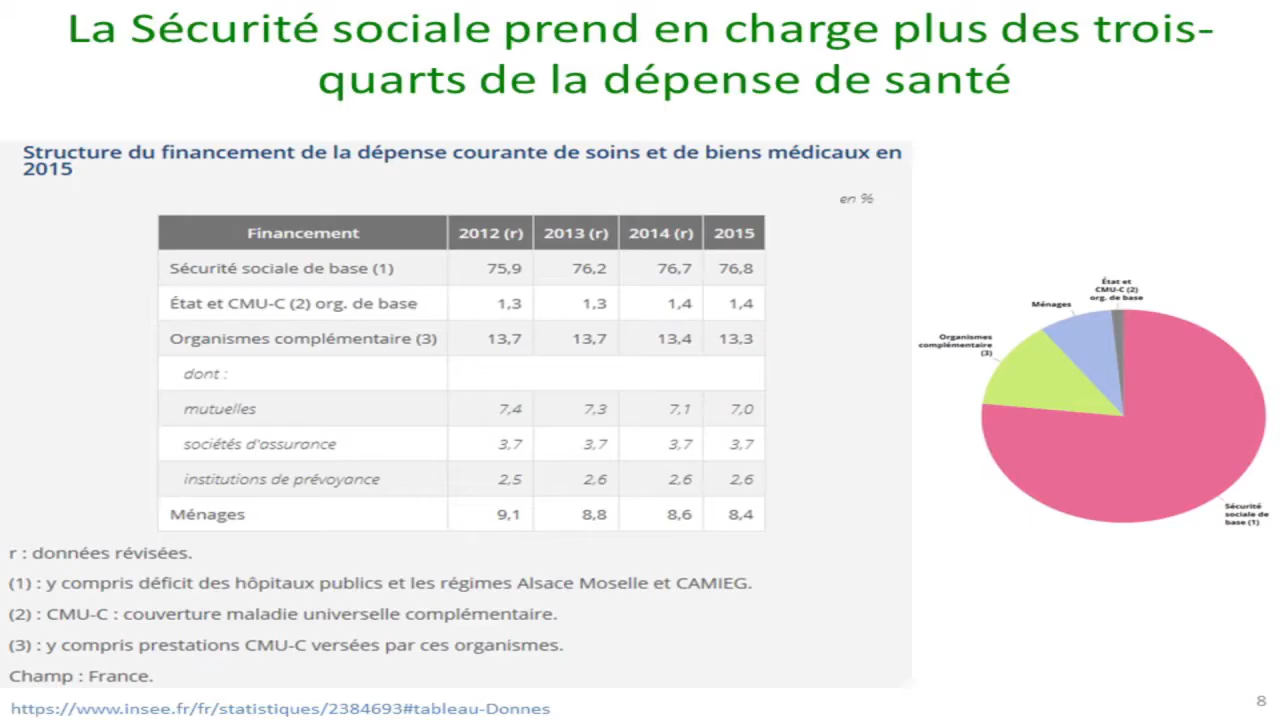 La Sécurité sociale prend en charge plus des trois-
quarts de la dépense de santé
Structure du financement de la dépense courante de soins et de biens médicaux en
2015
en %
Financement 2012 (r) 2013 (r) 2014 (r) 2015
Sécurité sociale de base (1) 75,9 76,2 76,7 76,8
État et CMU-C (2) org. de base 1,3 1,3 1,4 1,4
Organismes complémentaire (3) 13,7 13,7 13,4 13,3
dont :
mutuelles 7,4 7,3 7,1 7,0
sociétés d'assurance 3,7 3,7 3,7 3,7
institutions de prévoyance 2,5 2,6 2,6 2,6
Ménages 9,1 8,8 8,6 8,4
r : données révisées.
(1) : y compris déficit des hôpitaux publics et les régimes Alsace Moselle et CAMIEG.
(2) : CMU-C : couverture maladie universelle complémentaire.
(3) : y compris prestations CMU-C versées par ces organismes.
Champ : France.
https://www.insee.fr/fr/statistiques/2384693#tableau-Donnes
État et
CMU-C (2)
org. de base
Ménages
Organismes
complémentaire
(3)
Sécurité
sociale de
base (1)
8